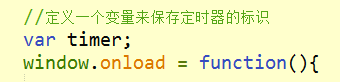 //定义一个变量来保存定时器的标识
var timer;
window.onload = function(){